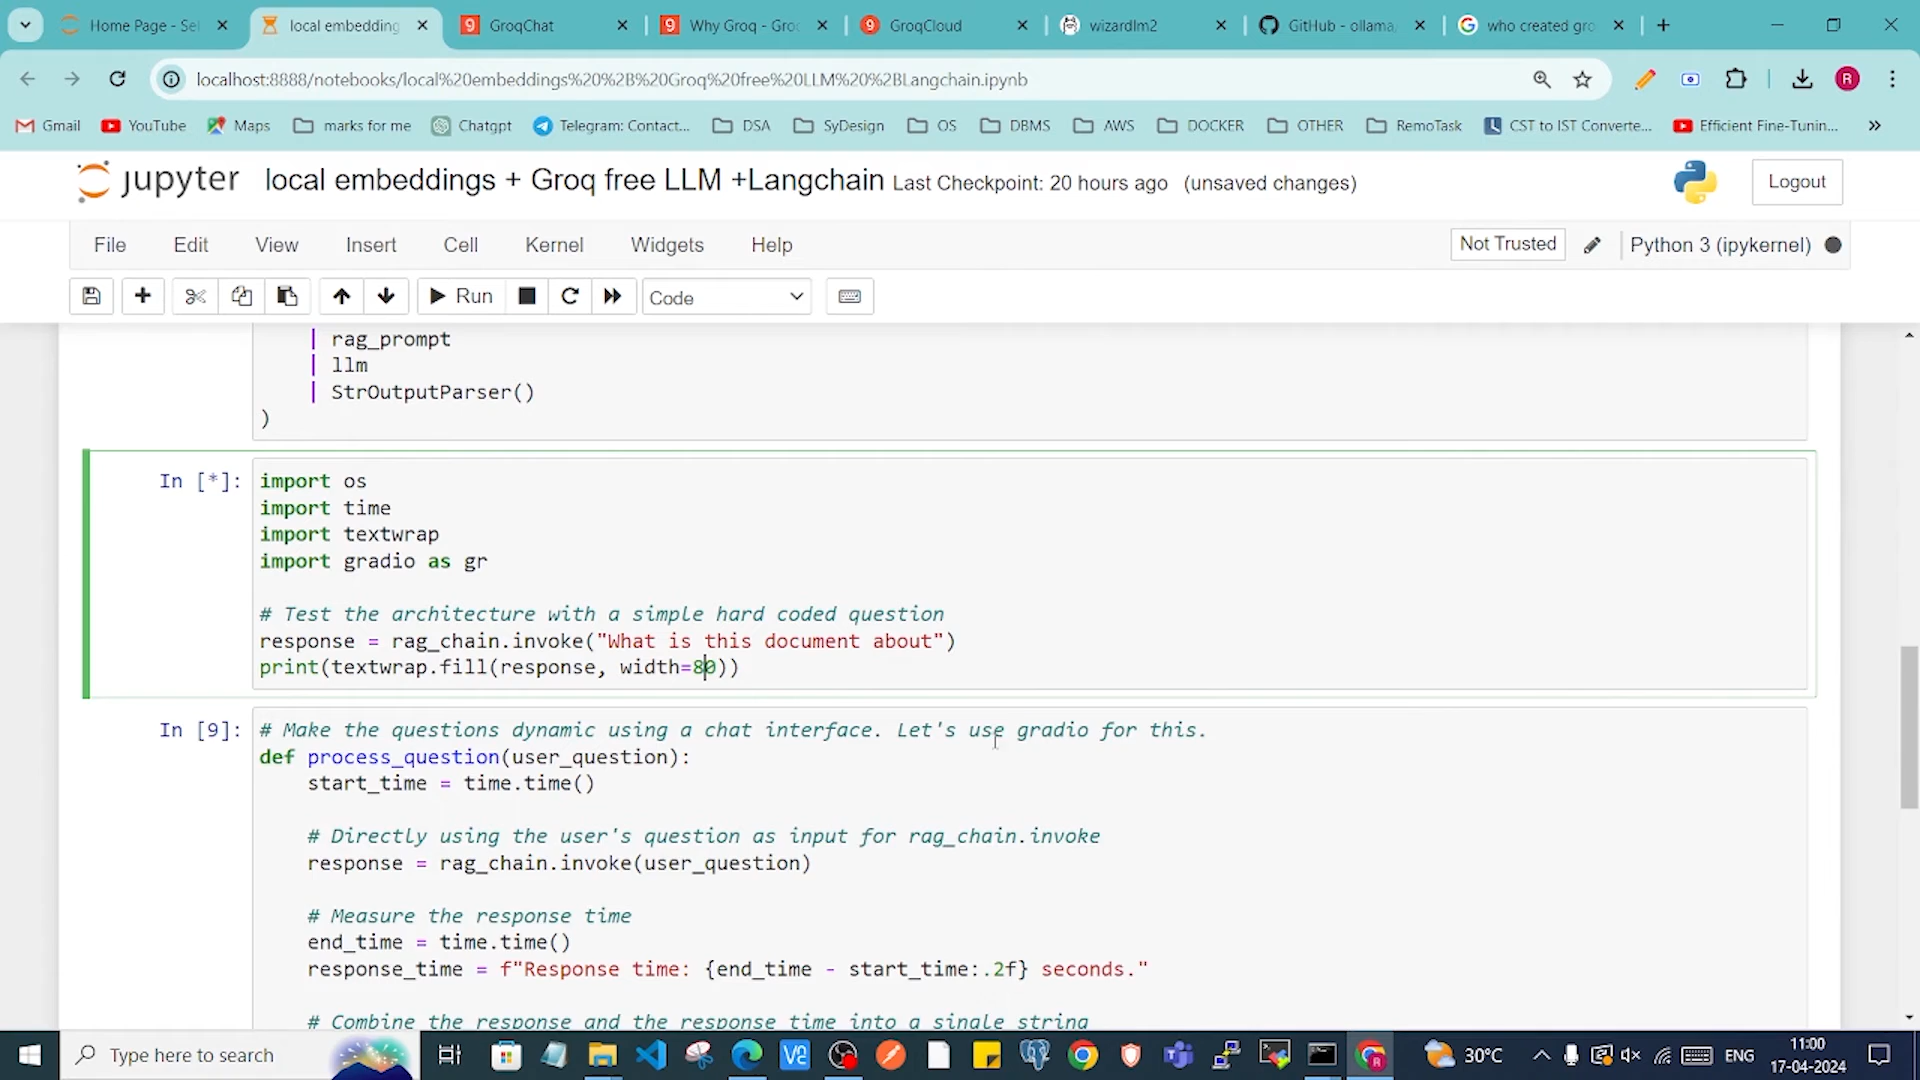 Home Page - Sel
local embedding
GroqChat
Why Groq - Groq
GroqCloud
wizardlm2
GitHub - ollama/
who created gro
localhost:8888/notebooks/local%20embeddings%20%2B%20Groq%20free%20LLM%20%2BLangchain.ipynb
Gmail
YouTube
Maps
marks for me
Chatgpt
Telegram: Contact...
DSA
SyDesign
OS
DBMS
AWS
DOCKER
OTHER
RemoTask
CST to IST Converte...
Efficient Fine-Tunin...
jupyter local embeddings + Groq free LLM +Langchain Last Checkpoint: 20 hours ago (unsaved changes)
Logout
File Edit View Insert Cell Kernel Widgets Help
Not Trusted
Python 3 (ipykernel)
Run
Code
| rag_prompt
| llm
| StrOutputParser()
)
In [*]:
import os
import time
import textwrap
import gradio as gr
# Test the architecture with a simple hard coded question
response = rag_chain.invoke("What is this document about")
print(textwrap.fill(response, width=80))
In [9]:
# Make the questions dynamic using a chat interface. Let's use gradio for this.
def process_question(user_question):
start_time = time.time()
# Directly using the user's question as input for rag_chain.invoke
response = rag_chain.invoke(user_question)
# Measure the response time
end_time = time.time()
response_time = f"Response time: {end_time - start_time:.2f} seconds."
# Combine the response and the response time into a single string
Type here to search
30°C
ENG
11:00
17-04-2024